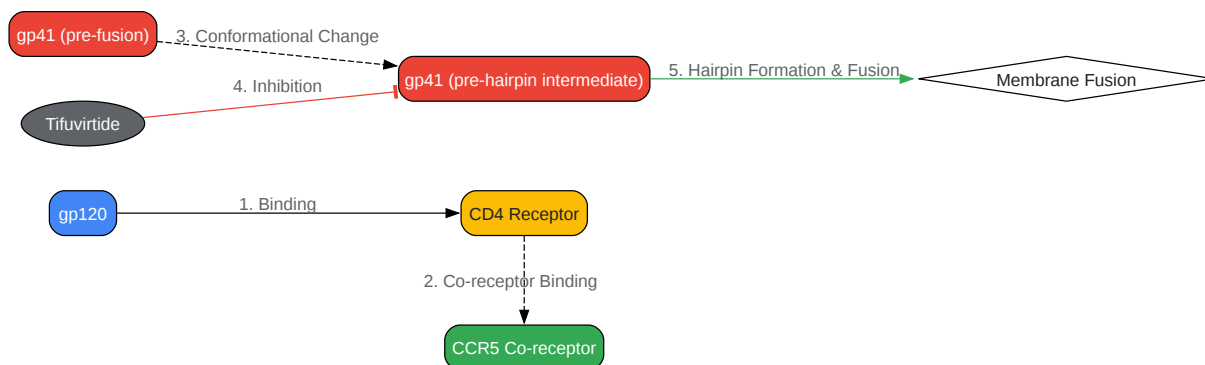 gp41 (pre-fusion)
3. Conformational Change
gp41 (pre-hairpin intermediate)
5. Hairpin Formation & Fusion
Membrane Fusion
4. Inhibition
Tifuvirtide
gp120
1. Binding
CD4 Receptor
2. Co-receptor Binding
CCR5 Co-receptor